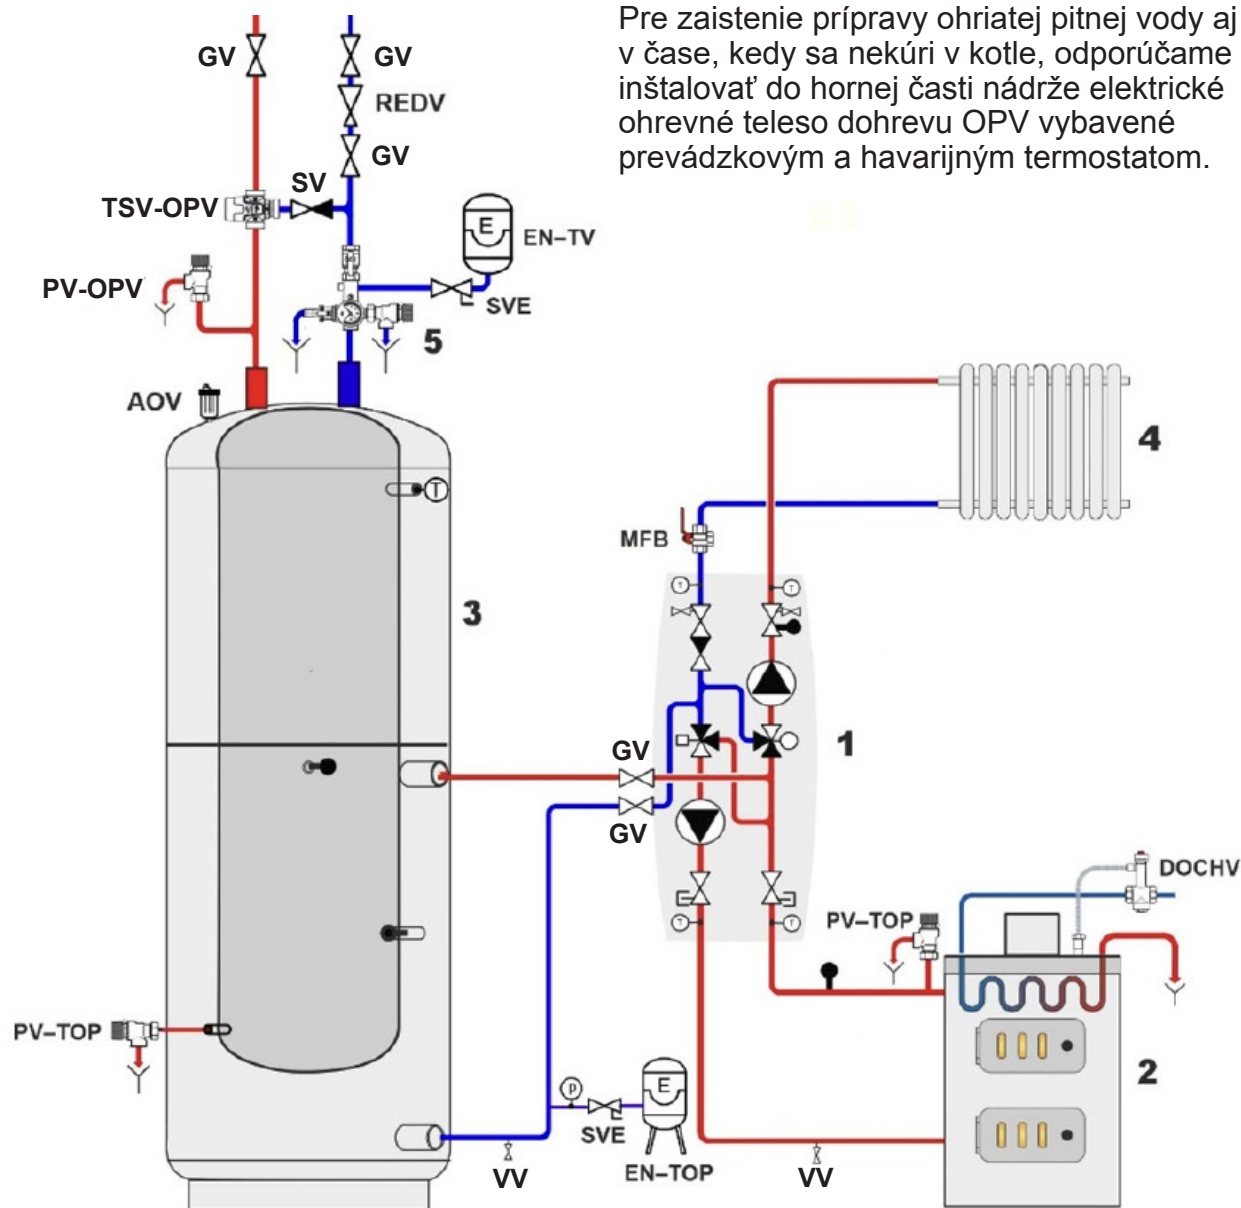 Pre zaistenie prípravy ohriatej pitnej vody aj
v čase, kedy sa nekúri v kotle, odporúčame
inštalovať do hornej časti nádrže elektrické
ohrevné teleso dohrevu OPV vybavené
prevádzkovým a havarijným termostatom.
GV
GV
REDV
GV
SV
TSV-OPV
E
EN–TV
PV-OPV
SVE
5
AOV
4
T
MFB
T
T
3
GV
1
GV
DOCHV
PV–TOP
T
T
PV–TOP
2
P
E
SVE
EN–TOP
VV
VV